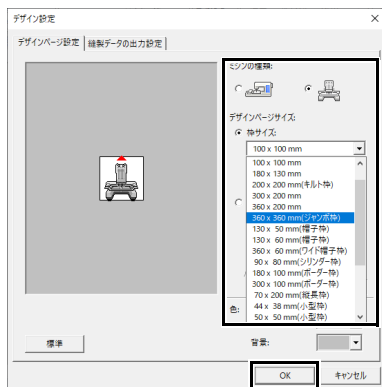 デザイン設定
デザインページ設定
縫製データの出力設定
ミシンの種類:
デザインページサイズ:
枠サイズ:
100 x 100 mm
100 x 100 mm
180 x 130 mm
200 x 200 mm(キルト枠)
300 x 200 mm
360 x 200 mm
360 x 360 mm(ジャンボ枠)
130 x 50 mm(帽子枠)
130 x 60 mm(帽子枠)
360 x 60 mm(ワイド帽子枠)
90 x 80 mm(シリンダー枠)
180 x 100 mm(ボーダー枠)
300 x 100 mm(ボーダー枠)
70 x 200 mm(縦長枠)
44 x 38 mm(小型枠)
50 x 50 mm(小型枠)
色:
標準
背景:
OK
キャンセル